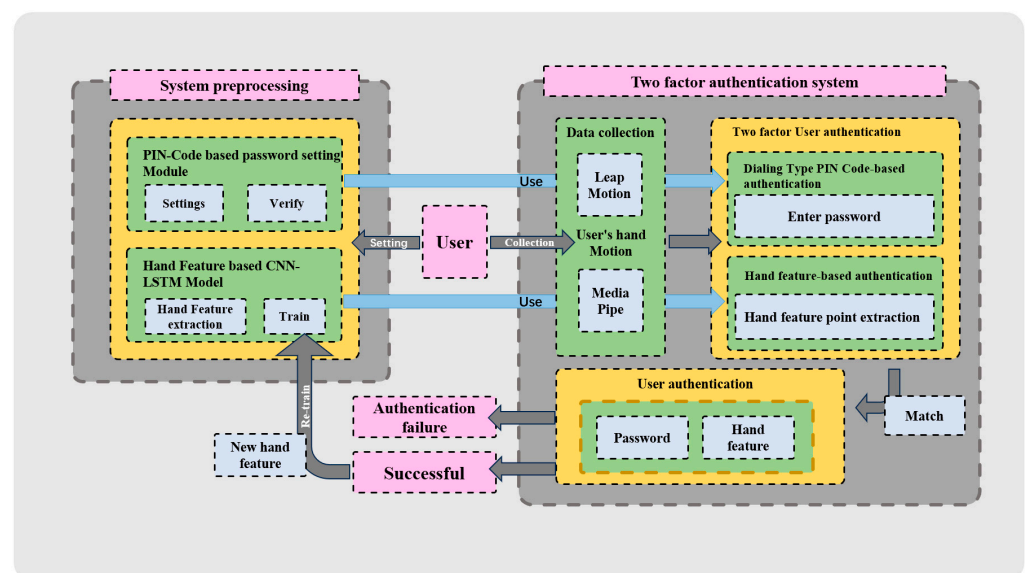 System preprocessing
PIN-Code based password setting
Module
Settings
Verify
Hand Feature based CNN-
LSTM Model
Hand Feature
extraction
Train
Setting
User
Collection
Use
Use
Two factor authentication system
Data collection
Leap
Motion
User's hand
Motion
Media
Pipe
Two factor User authentication
Dialing Type PIN Code-based
authentication
Enter password
Hand feature-based authentication
Hand feature point extraction
Match
User authentication
Password
Hand
feature
Authentication
failure
Successful
New hand
feature
Re-train